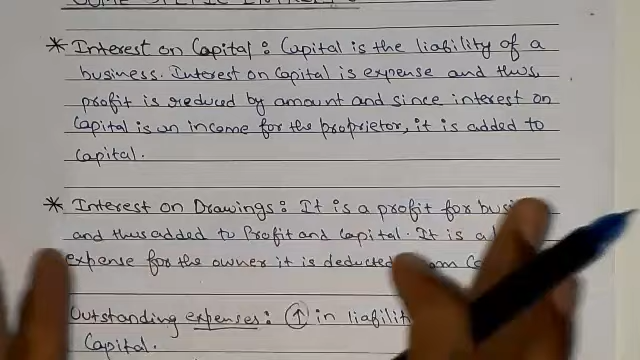 * Interest on Capital : Capital is the liability of a
business. Interest on Capital is expense and thus,
profit is reduced by amount and since interest on
Capital is an income for the proprietor, it is added to
Capital.
* Interest on Drawings : It is a profit for
and thus added to Profit and Capital. It is a
expense for the owner it is deducted
Outstanding expenses : ↑ in
Capital.